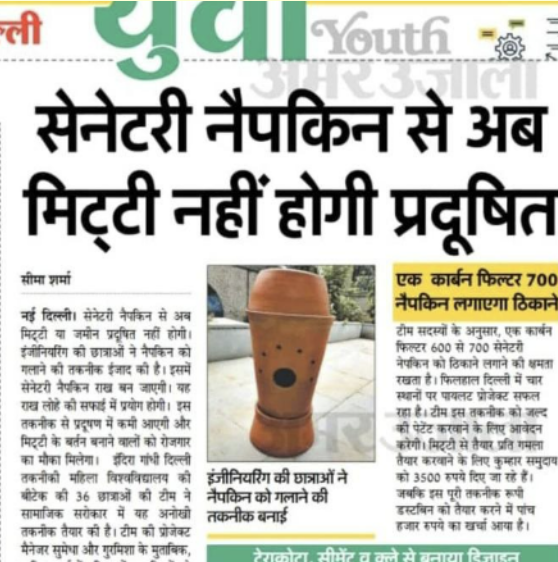 ल्ली
युवा Youth
अमर उजाला
सेनेटरी नैपकिन से अब
मिट्टी नहीं होगी प्रदूषित
सीमा शर्मा
नई दिल्ली। सेनेटरी नैपकिन से अब
मिट्टी या जमीन प्रदूषित नहीं होगी।
इंजीनियरिंग की छात्राओं ने नैपकिन को
गलाने की तकनीक ईजाद की है। इसमें
सेनेटरी नैपकिन राख बन जाएगी। यह
राख लोहे की सफाई में प्रयोग होगी। इस
तकनीक से प्रदूषण में कमी आएगी और
मिट्टी के बर्तन बनाने वालों को रोजगार
का मौका मिलेगा। इंदिरा गांधी दिल्ली
तकनीकी महिला विश्वविद्यालय की
बीटेक की 36 छात्राओं की टीम ने
सामाजिक सरोकार में यह अनोखी
तकनीक तैयार की है। टीम की प्रोजेक्ट
मैनेजर सुमेधा और गुरमिशा के मुताबिक,
इंजीनियरिंग की छात्राओं ने
नैपकिन को गलाने की
तकनीक बनाई
एक कार्बन फिल्टर 700
नैपकिन लगाएगा ठिकाने
टीम सदस्यों के अनुसार, एक कार्बन
फिल्टर 600 से 700 सेनेटरी
नेपकिन को ठिकाने लगाने की क्षमता
रखता है। फिलहाल दिल्ली में चार
स्थानों पर पायलट प्रोजेक्ट सफल
रहा है। टीम इस तकनीक को जल्द
की पेटेंट करवाने के लिए आवेदन
करेगी। मिट्टी से तैयार प्रति गमला
तैयार करवाने के लिए कुम्हार समुदाय
को 3500 रुपये दिए जा रहे हैं।
जबकि इस पूरी तकनीक रूपी
डस्टबिन को तैयार करने में पांच
हजार रुपये का खर्चा आया है।
टेराकोटा, सीमेंट व क्ले से बनाया डिजाइन